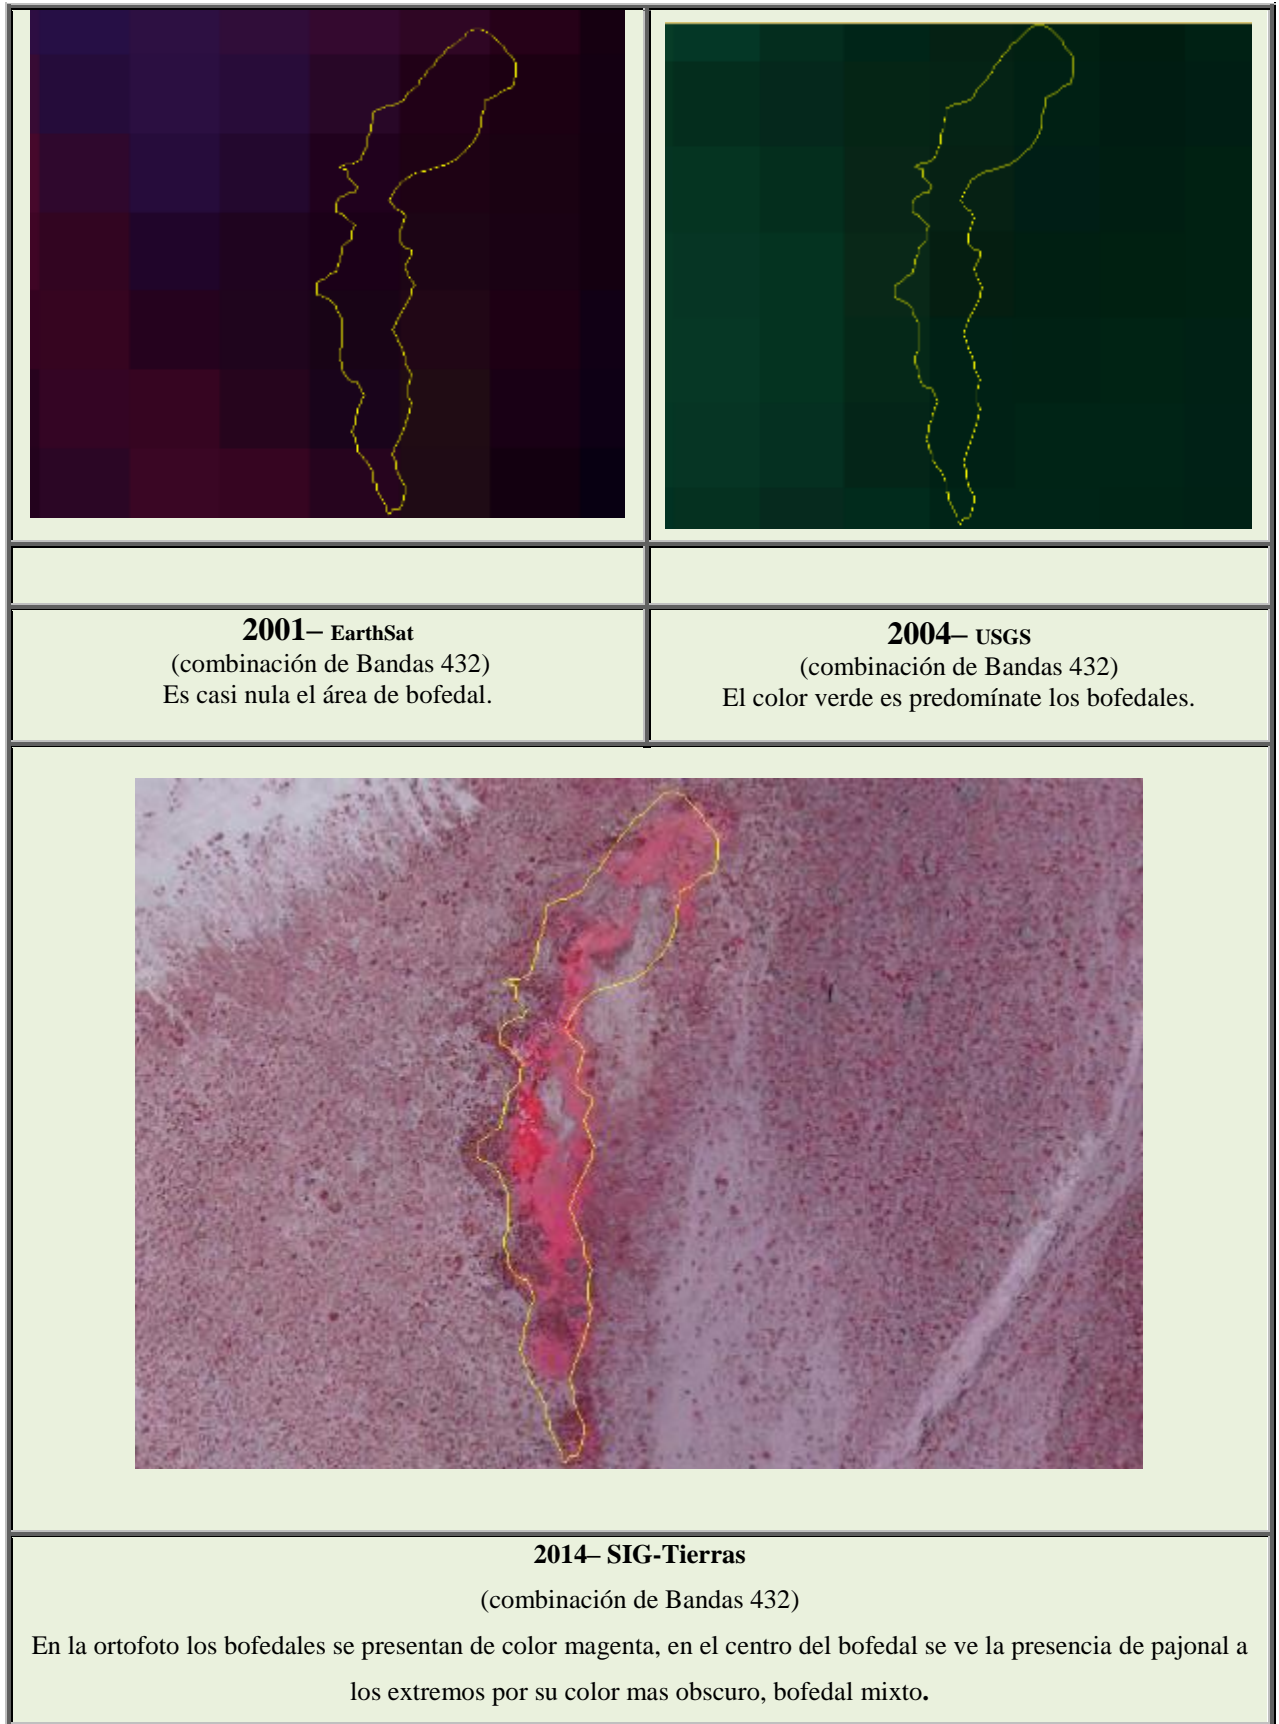 2001– EarthSat
(combinación de Bandas 432)
Es casi nula el área de bofedal.
2004– USGS
(combinación de Bandas 432)
El color verde es predomínate los bofedales.
2014– SIG-Tierras
(combinación de Bandas 432)
En la ortofoto los bofedales se presentan de color magenta, en el centro del bofedal se ve la presencia de pajonal a
los extremos por su color mas obscuro, bofedal mixto.